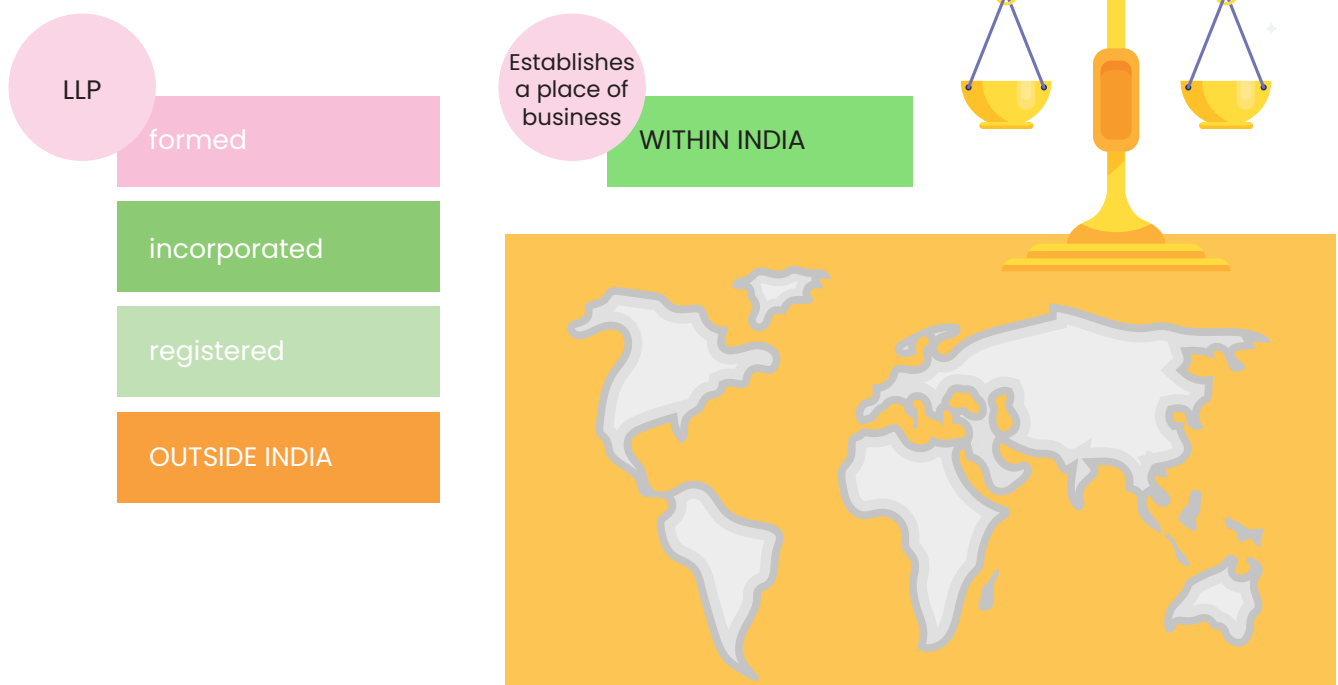 LLP
formed
incorporated
registered
OUTSIDE INDIA
Establishes
a place of
business
WITHIN INDIA